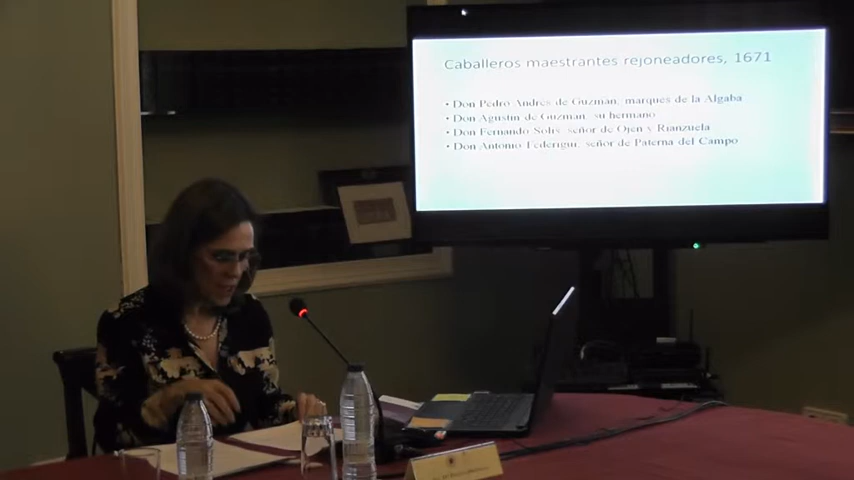 Caballeros maestrantes rejoneadores, 1671
• Don Pedro Andrés de Guzmán, marqués de la Algaba
• Don Agustín de Guzmán, su hermano
• Don Fernando Solís, señor de Ojen y Rianzuela
• Don Antonio Federigui, señor de Paterna del Campo